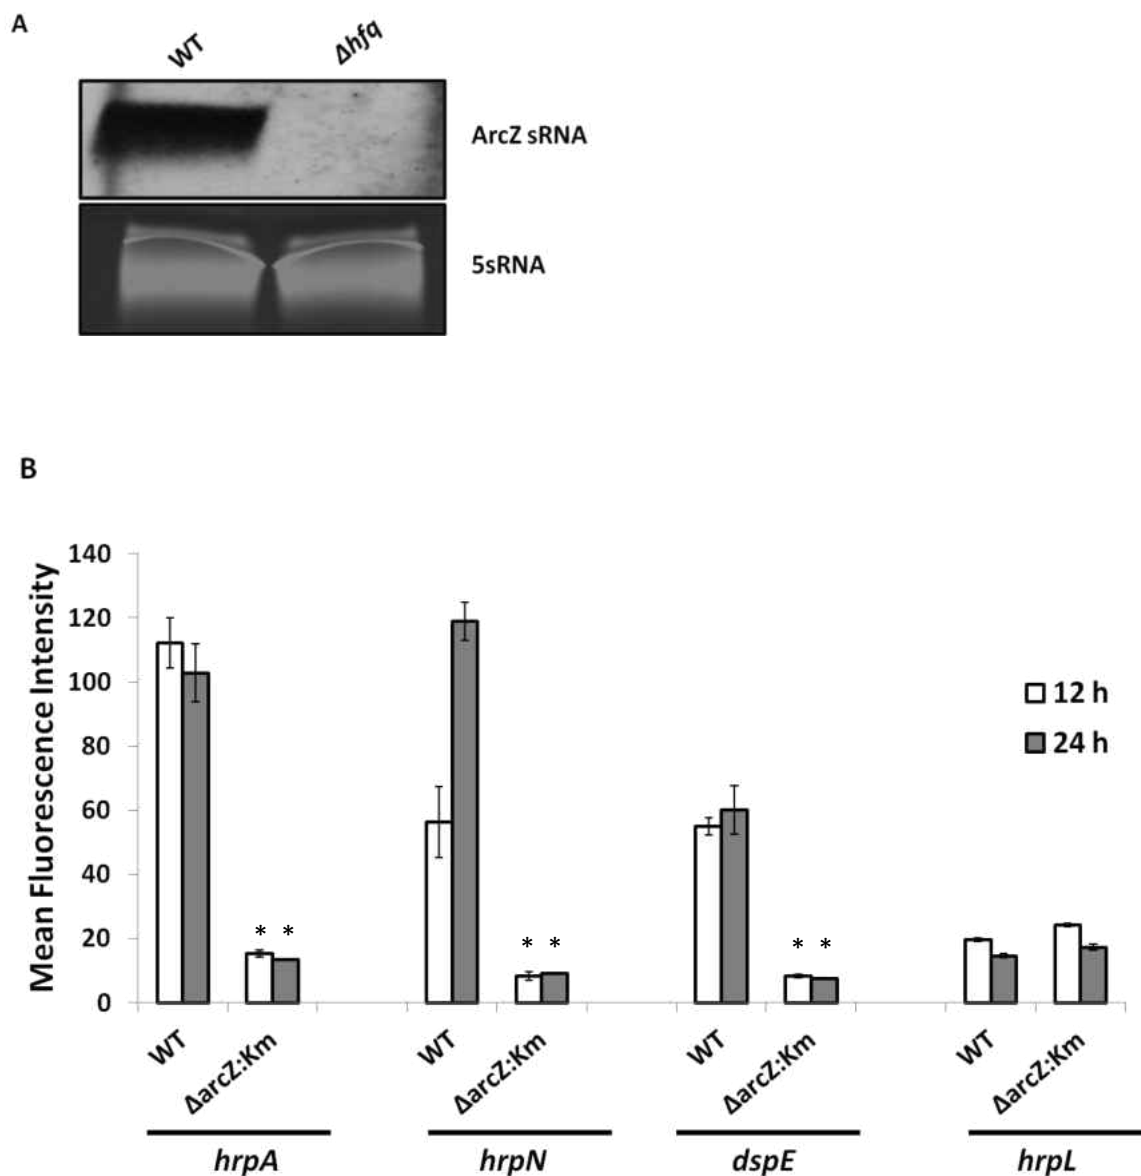 A
WT Δhfq
ArcZ sRNA
5sRNA
B
Mean Fluorescence Intensity
140
120
100
80
60
40
20
0
* *
* *
* *
12 h
24 h
WT ΔarcZ:Km WT ΔarcZ:Km WT ΔarcZ:Km WT ΔarcZ:Km
hrpA hrpN dspE hrpL